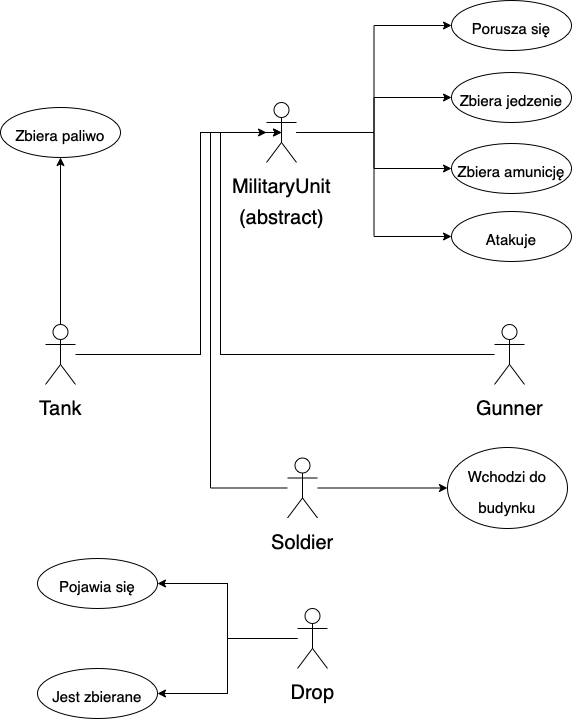 Porusza się
Zbiera jedzenie
Zbiera paliwo
Zbiera amunicję
MilitaryUnit
(abstract)
Atakuje
Tank
Gunner
Wchodzi do
budynku
Soldier
Pojawia się
Jest zbierane
Drop